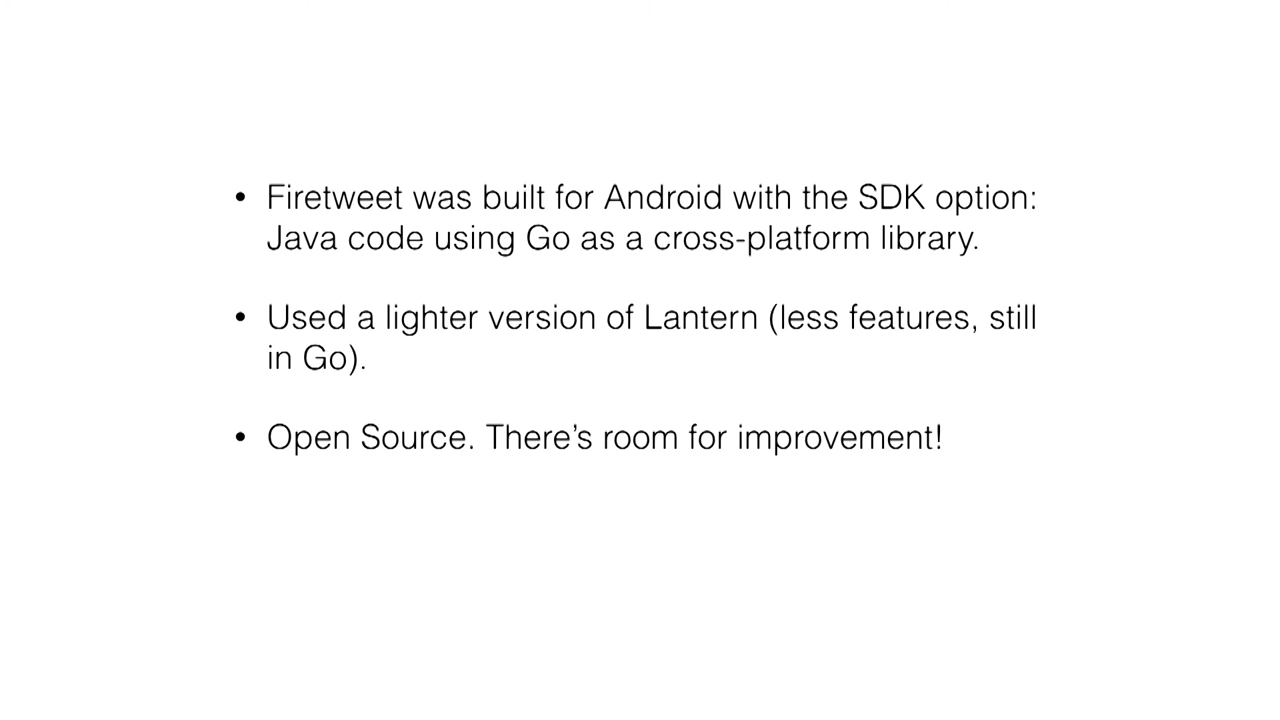 • Firetweet was built for Android with the SDK option:
Java code using Go as a cross-platform library.
• Used a lighter version of Lantern (less features, still
in Go).
• Open Source. There’s room for improvement!